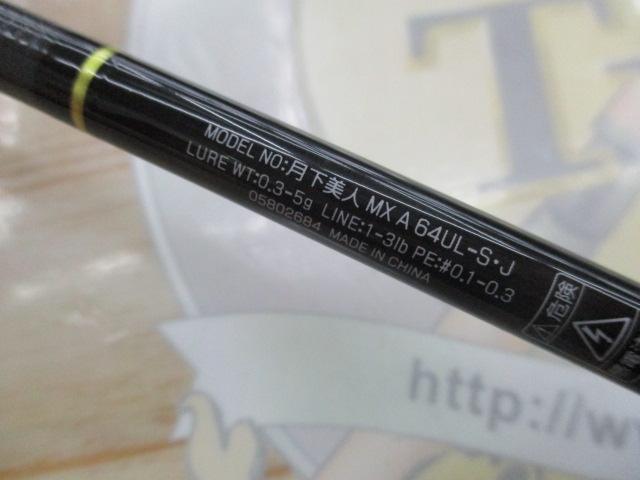 MODEL NO:月下美人 MX A 64UL-S・J
LURE WT:0.3-5g LINE:1-3lb PE:#0.1-0.3
05802684 MADE IN CHINA
危険
T
http://w